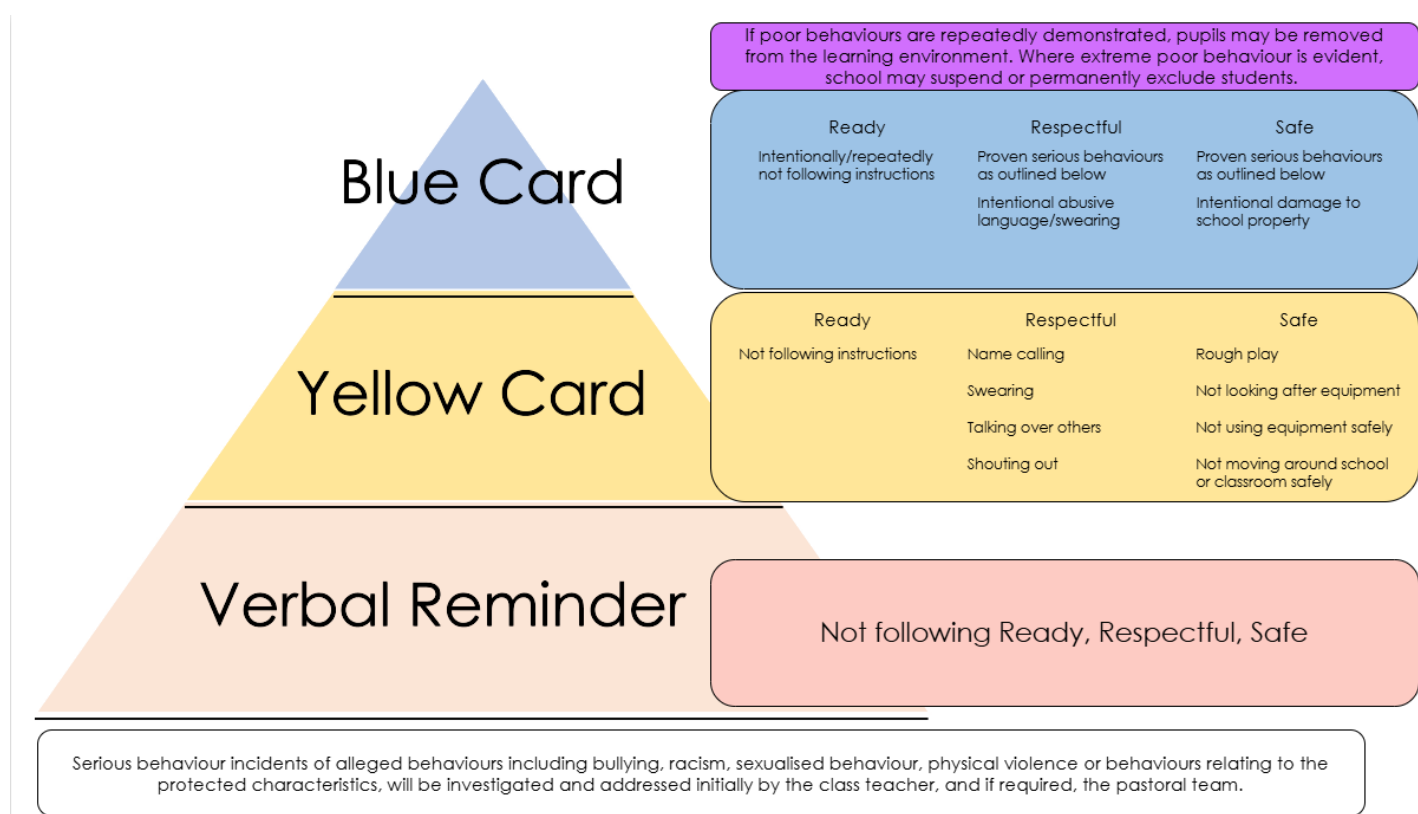 If poor behaviours are repeatedly demonstrated, pupils may be removed
from the learning environment. Where extreme poor behaviour is evident,
school may suspend or permanently exclude students.
Blue Card
Ready
Intentionally/repeatedly
not following instructions
Respectful
Proven serious behaviours
as outlined below
Intentional abusive
language/swearing
Safe
Proven serious behaviours
as outlined below
Intentional damage to
school property
Yellow Card
Ready
Not following instructions
Respectful
Name calling
Swearing
Talking over others
Shouting out
Safe
Rough play
Not looking after equipment
Not using equipment safely
Not moving around school
or classroom safely
Verbal Reminder
Not following Ready, Respectful, Safe
Serious behaviour incidents of alleged behaviours including bullying, racism, sexualised behaviour, physical violence or behaviours relating to the
protected characteristics, will be investigated and addressed initially by the class teacher, and if required, the pastoral team.